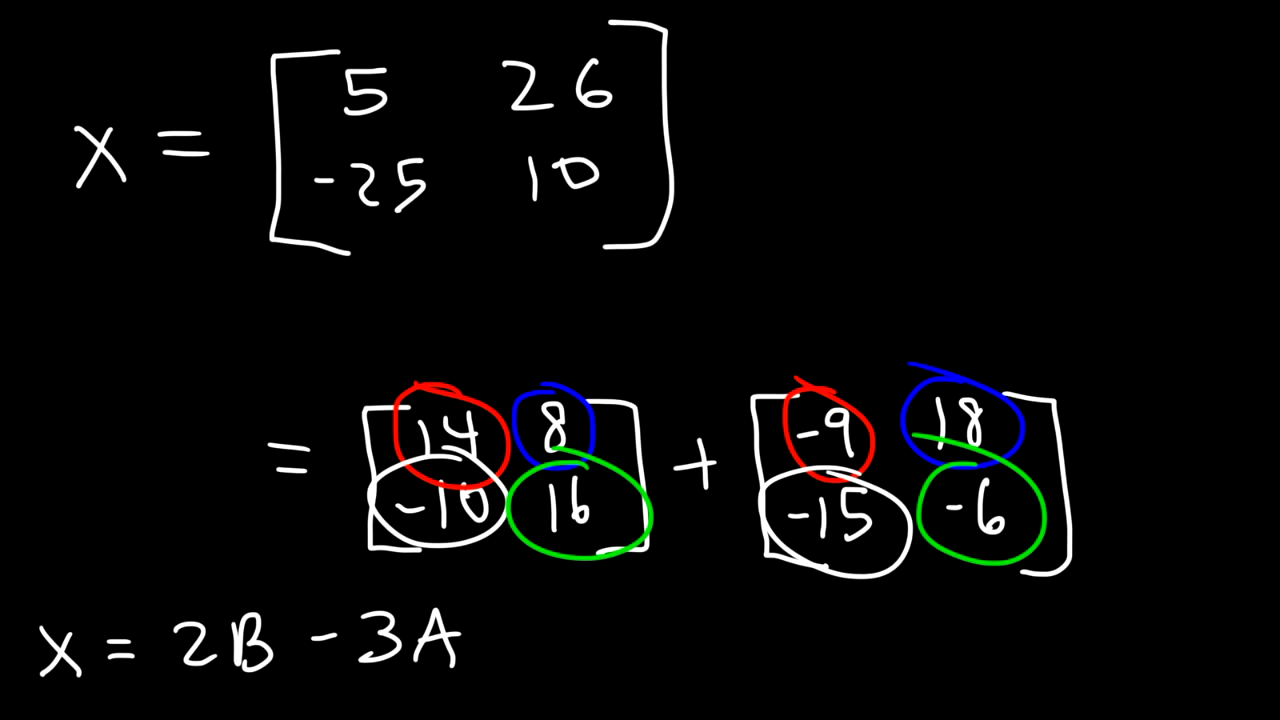 X = [ 5 26
-25 10 ]
= [ 14 8
-10 16 ] + [ -9 18
-15 -6 ]
X = 2B - 3A